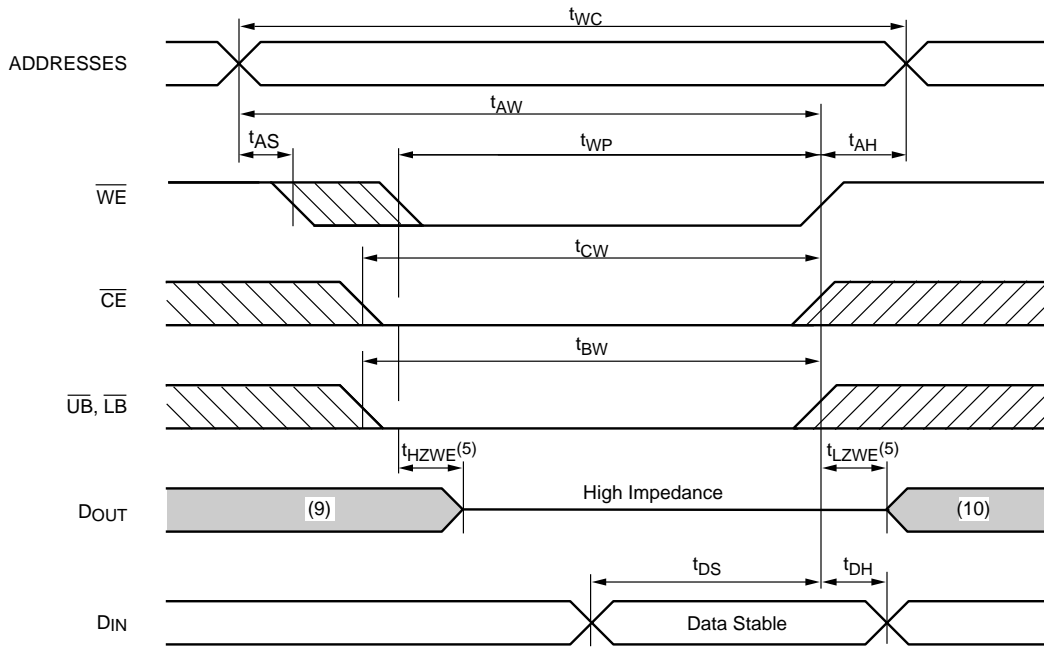 tWC
ADDRESSES
tAW
tAS
tWP
tAH
WE
tCW
CE
tBW
UB, LB
tHZWE(5)
tLZWE(5)
High Impedance
DOUT
(9)
(10)
tDS
tDH
DIN
Data Stable